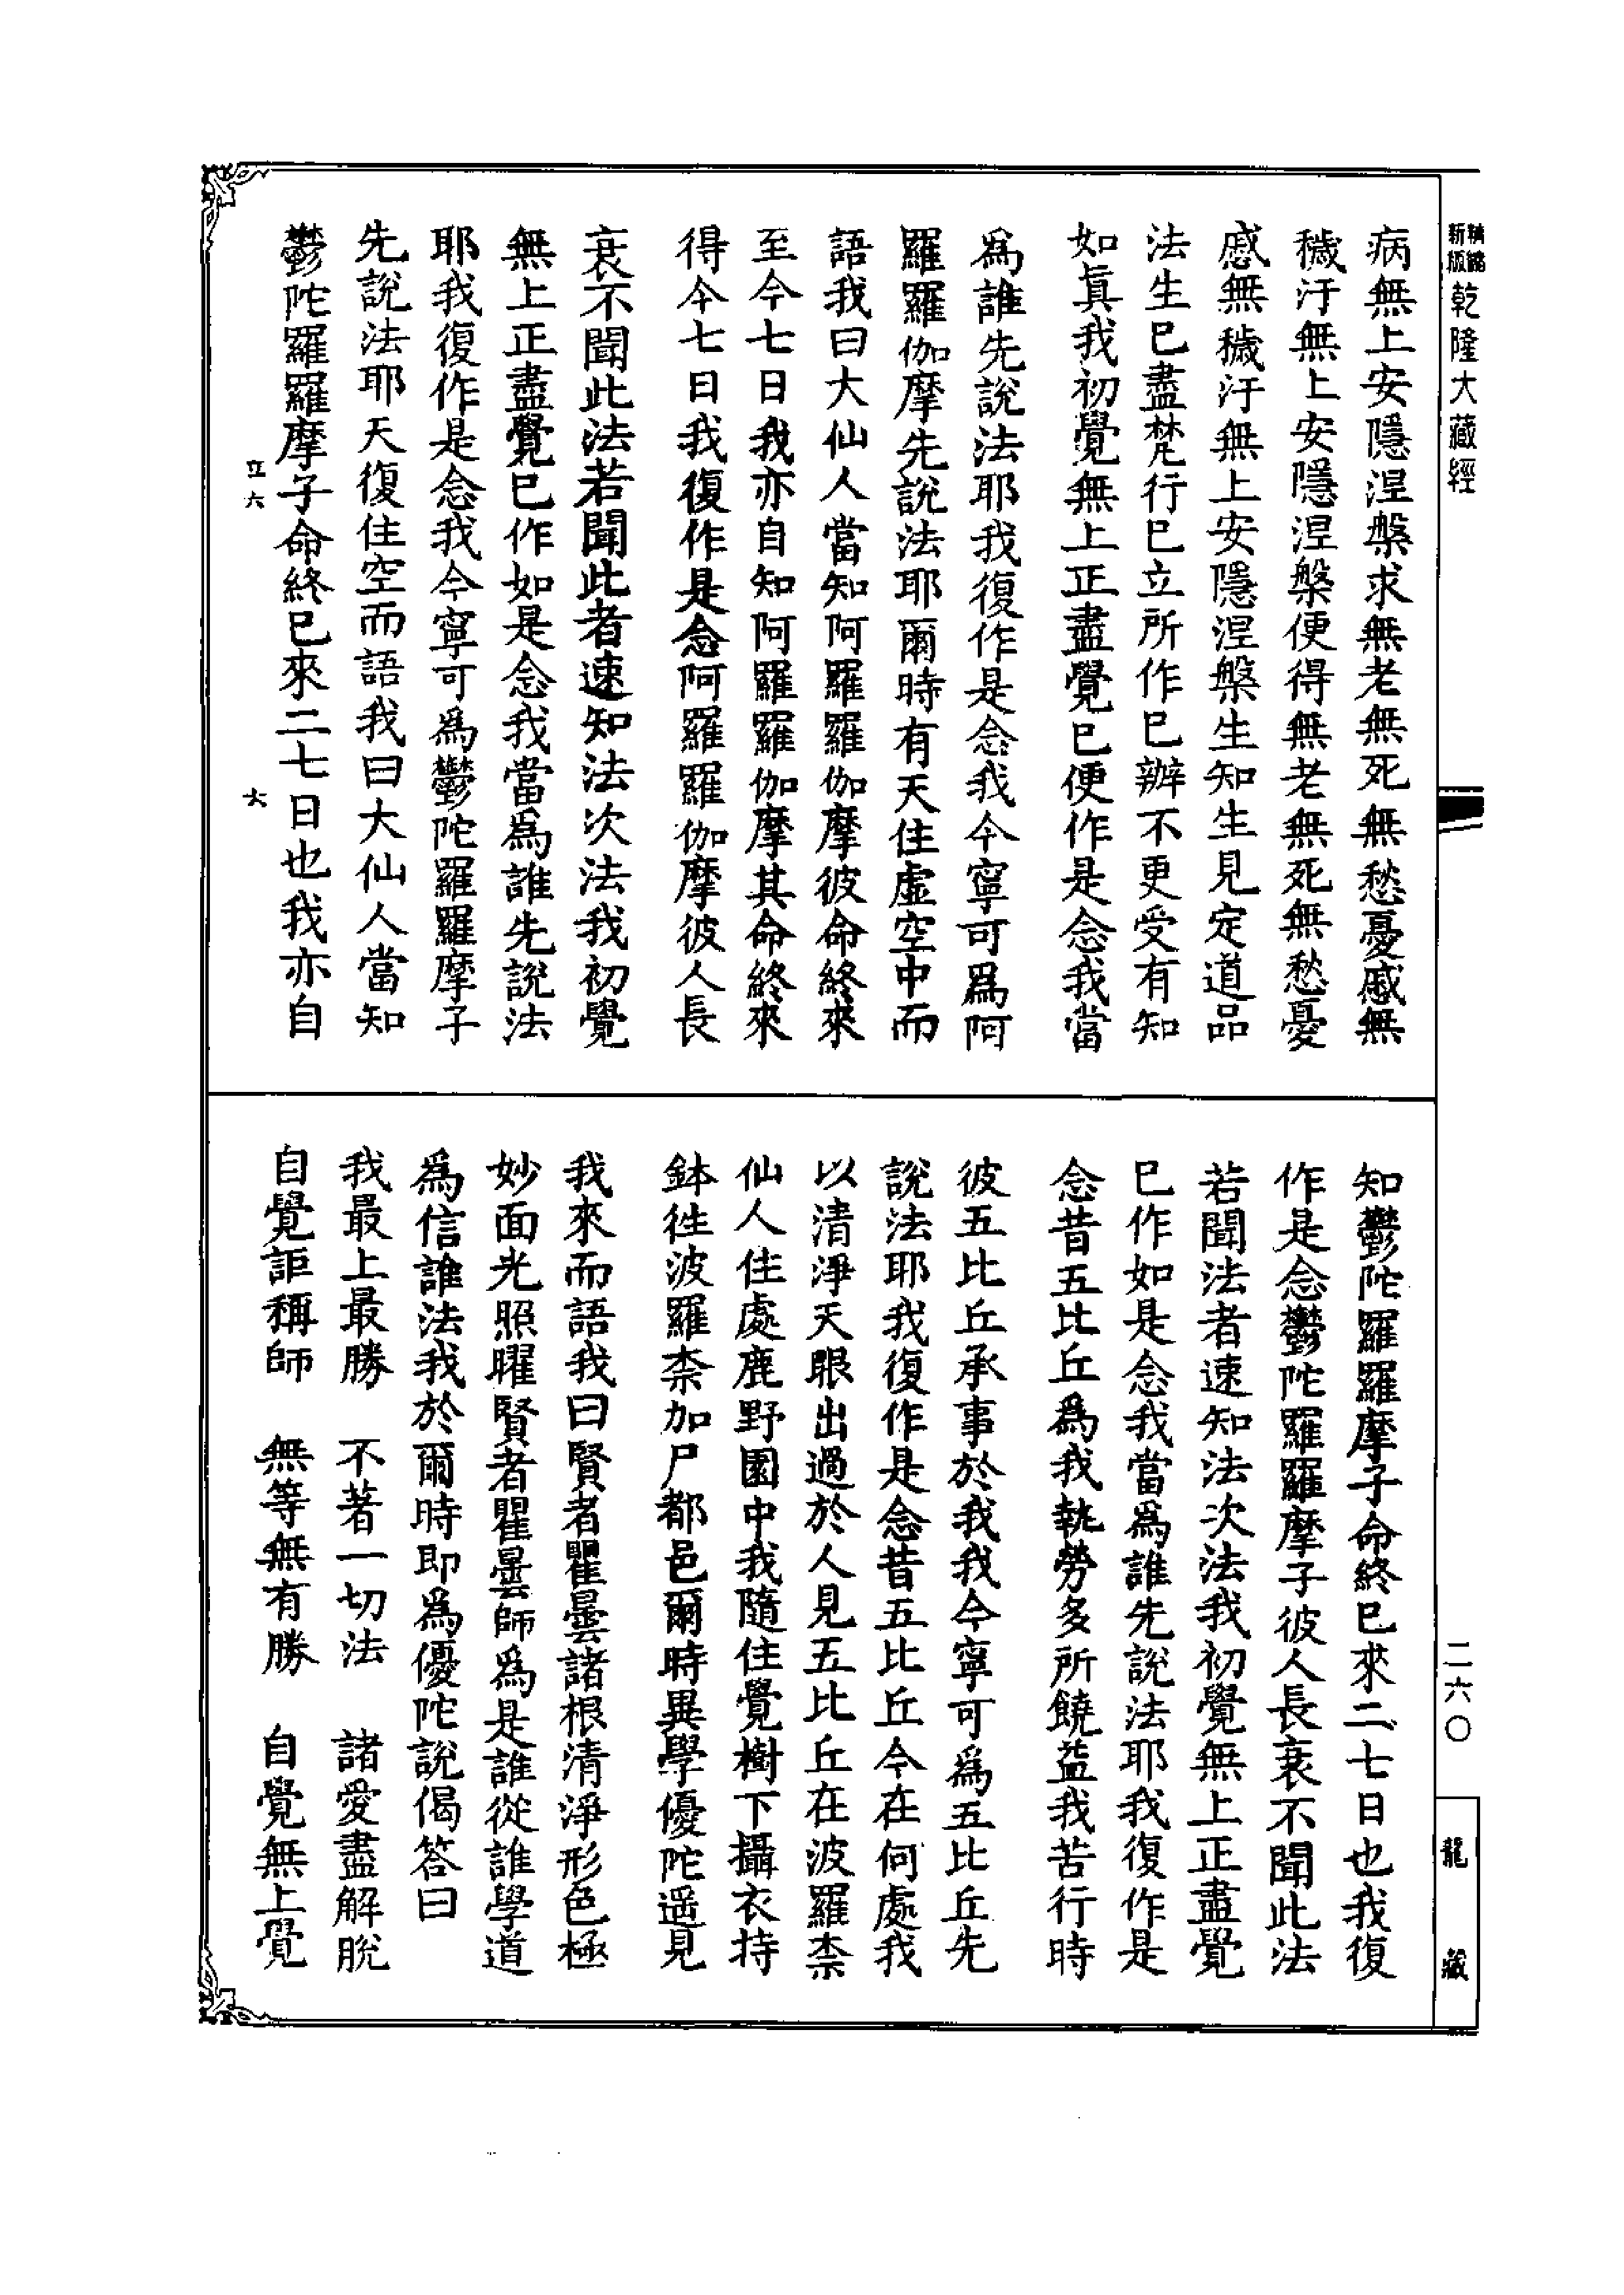 新版
精縮
乾隆大藏經
病無上安隱涅槃求無老無死無愁憂慼無
穢汙無上安隱涅槃便得無老無死無愁憂
慼無穢汙無上安隱涅槃生知生見定道品
法生已盡梵行已立所作已辦不更受有知
如眞我初覺無上正盡覺已便作是念我當
爲誰先說法耶我復作是念我今寧可爲阿
羅羅伽摩先說法耶爾時有天住虛空中而
語我曰大仙人當知阿羅羅伽摩彼命終來
至今七日我亦自知阿羅羅伽摩其命終來
得今七日我復作是念阿羅羅伽摩彼人長
衰不聞此法若聞此者速知法次法我初覺
無上正盡覺已作如是念我當爲誰先說法
耶我復作是念我今寧可爲鬱陀羅羅摩子
先說法耶天復住空而語我曰大仙人當知
鬱陀羅羅摩子命終已來二七日也我亦自
立六
六
知鬱陀羅羅摩子命終已來二七日也我復
作是念鬱陀羅羅摩子彼人長衰不聞此法
若聞法者速知法次法我初覺無上正盡覺
已作如是念我當爲誰先說法耶我復作是
念昔五比丘爲我執勞多所饒益我苦行時
彼五比丘承事於我我今寧可爲五比丘先
說法耶我復作是念昔五比丘今在何處我
以清淨天眼出過於人見五比丘在波羅柰
仙人住處鹿野園中我隨住覺樹下攝衣持
鉢徃波羅柰加尸都邑爾時異學優陀遥見
我來而語我曰賢者瞿曇諸根清淨形色極
妙面光照曜賢者瞿曇師爲是誰從誰學道
爲信誰法我於爾時即爲優陀說偈答曰
我最上最勝　不著一切法　諸愛盡解脫
自覺詎稱師　無等無有勝　自覺無上覺
二六〇
龍藏